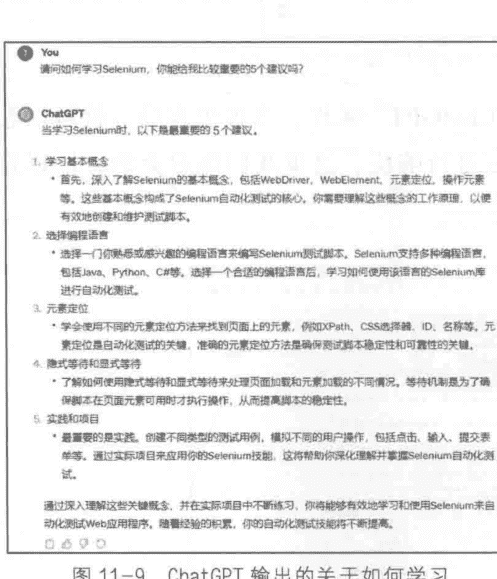 You
请问如何学习Selenium，你能给我比较重要的5个建议吗？
ChatGPT
当学习Selenium时，以下是最重要的 5 个建议。
1. 学习基本概念
• 首先，深入了解Selenium的基本概念，包括WebDriver、WebElement、元素定位、操作元素
等。这些基本概念构成了Selenium自动化测试的核心。你需要理解这些概念的工作原理，以便
有效地创建和维护测试脚本。
2. 选择编程语言
• 选择一门你熟悉或感兴趣的编程语言来编写Selenium测试脚本。Selenium支持多种编程语言，
包括Java、Python、C#等。选择一个合适的编程语言后，学习如何使用该语言的Selenium库
进行自动化测试。
3. 元素定位
• 学会使用不同的元素定位方法来找到页面上的元素，例如XPath、CSS选择器、ID、名称等。元
素定位是自动化测试的关键，准确的元素定位方法是确保测试脚本稳定性和可靠性的关键。
4. 隐式等待和显式等待
• 了解如何使用隐式等待和显式等待来处理页面加载和元素加载的不同情况。等待机制是为了确
保脚本在页面元素可用时才执行操作，从而提高脚本的稳定性。
5. 实践和项目
• 最重要的是实践。创建不同类型的测试用例，模拟不同的用户操作，包括点击、输入、提交表
单等。通过实际项目来应用你的Selenium技能，这将帮助你深化理解并掌握Selenium自动化测
试。
通过深入理解这些关键概念，并在实际项目中不断练习，你将能够有效地学习和使用Selenium来自
动化测试Web应用程序。随着经验的积累，你的自动化测试技能将不断提高。
图 11-9 ChatGPT 输出的关于如何学习